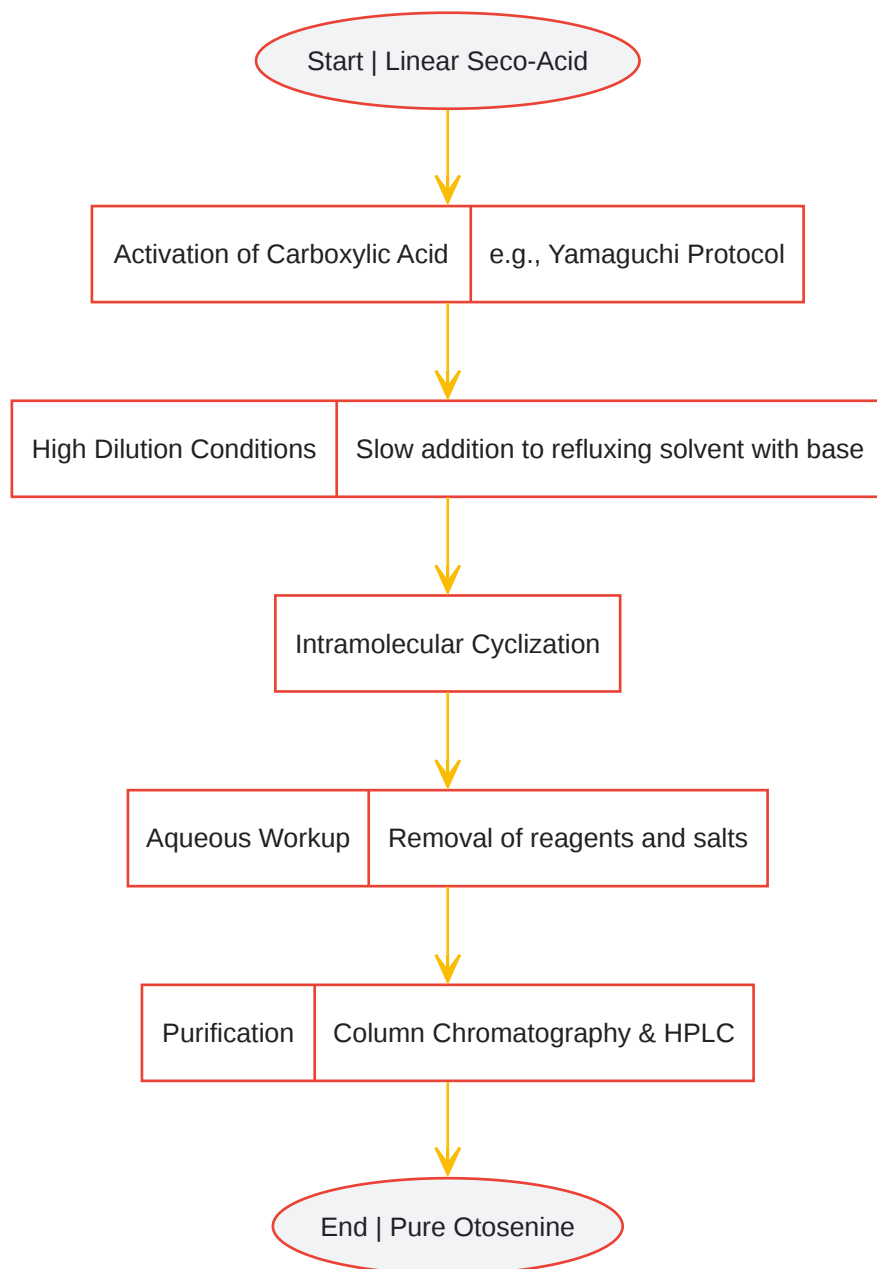 Start | Linear Seco-Acid
Activation of Carboxylic Acid
e.g., Yamaguchi Protocol
High Dilution Conditions
Slow addition to refluxing solvent with base
Intramolecular Cyclization
Aqueous Workup
Removal of reagents and salts
Purification
Column Chromatography & HPLC
End | Pure Otosenine